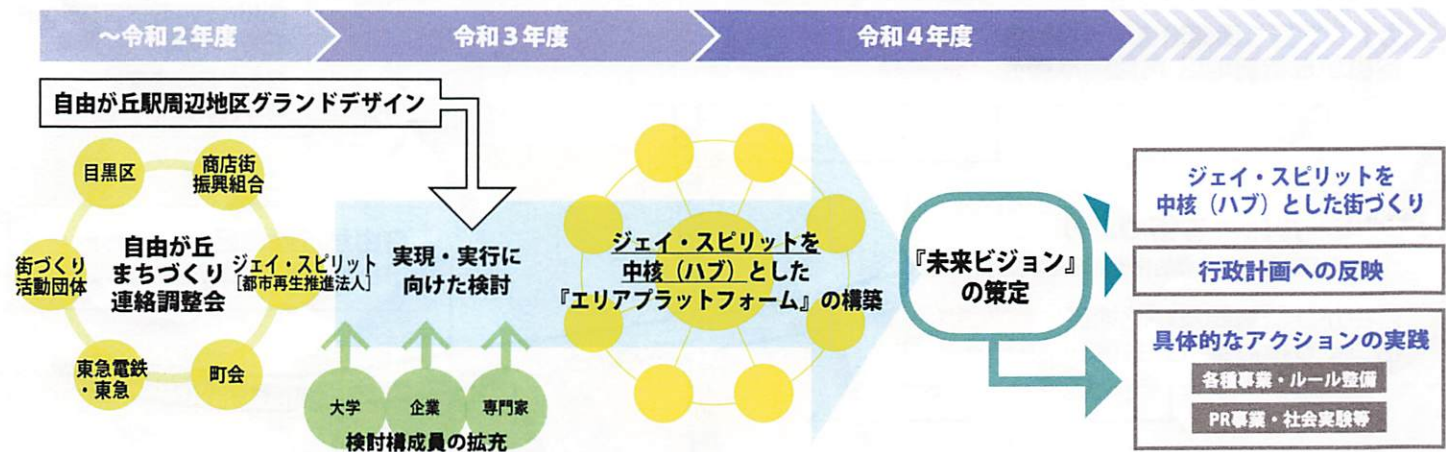 ～令和２年度
令和３年度
令和４年度
自由が丘駅周辺地区グランドデザイン
目黒区
商店街
振興組合
街づくり
活動団体
自由が丘
まちづくり
連絡調整会
ジェイ・スピリット
［都市再生推進法人］
東急電鉄
・東急
町会
実現・実行に
向けた検討
大学
企業
専門家
検討構成員の拡充
ジェイ・スピリットを
中核（ハブ）とした
『エリアプラットフォーム』の構築
『未来ビジョン』
の策定
ジェイ・スピリットを
中核（ハブ）とした街づくり
行政計画への反映
具体的なアクションの実践
各種事業・ルール整備
PR事業・社会実験等